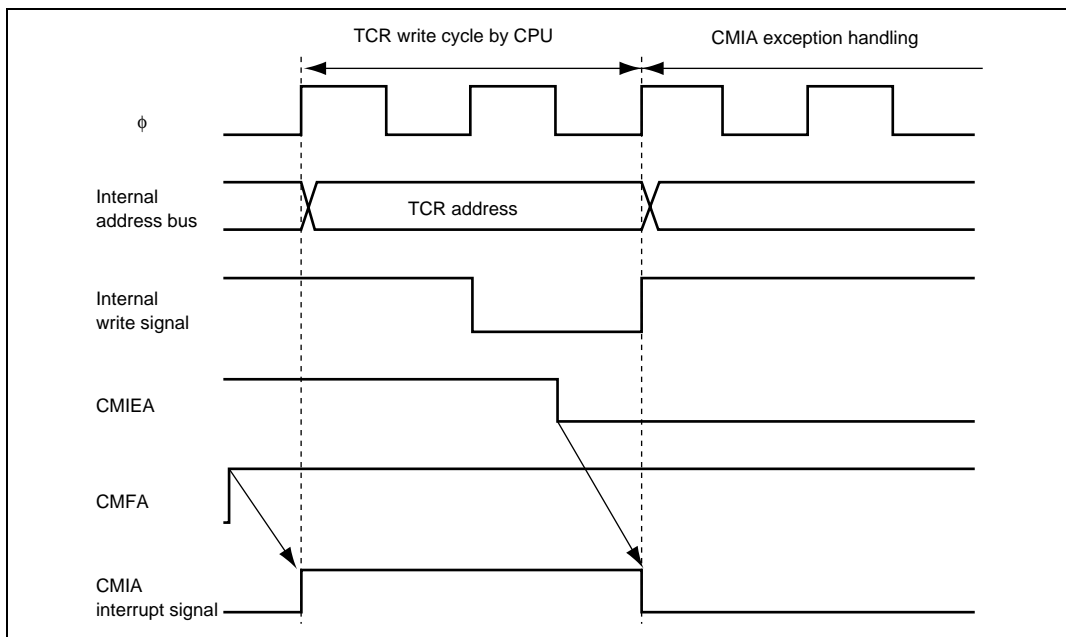 TCR write cycle by CPU
CMIA exception handling
ϕ
Internal
address bus
TCR address
Internal
write signal
CMIEA
CMFA
CMIA
interrupt signal